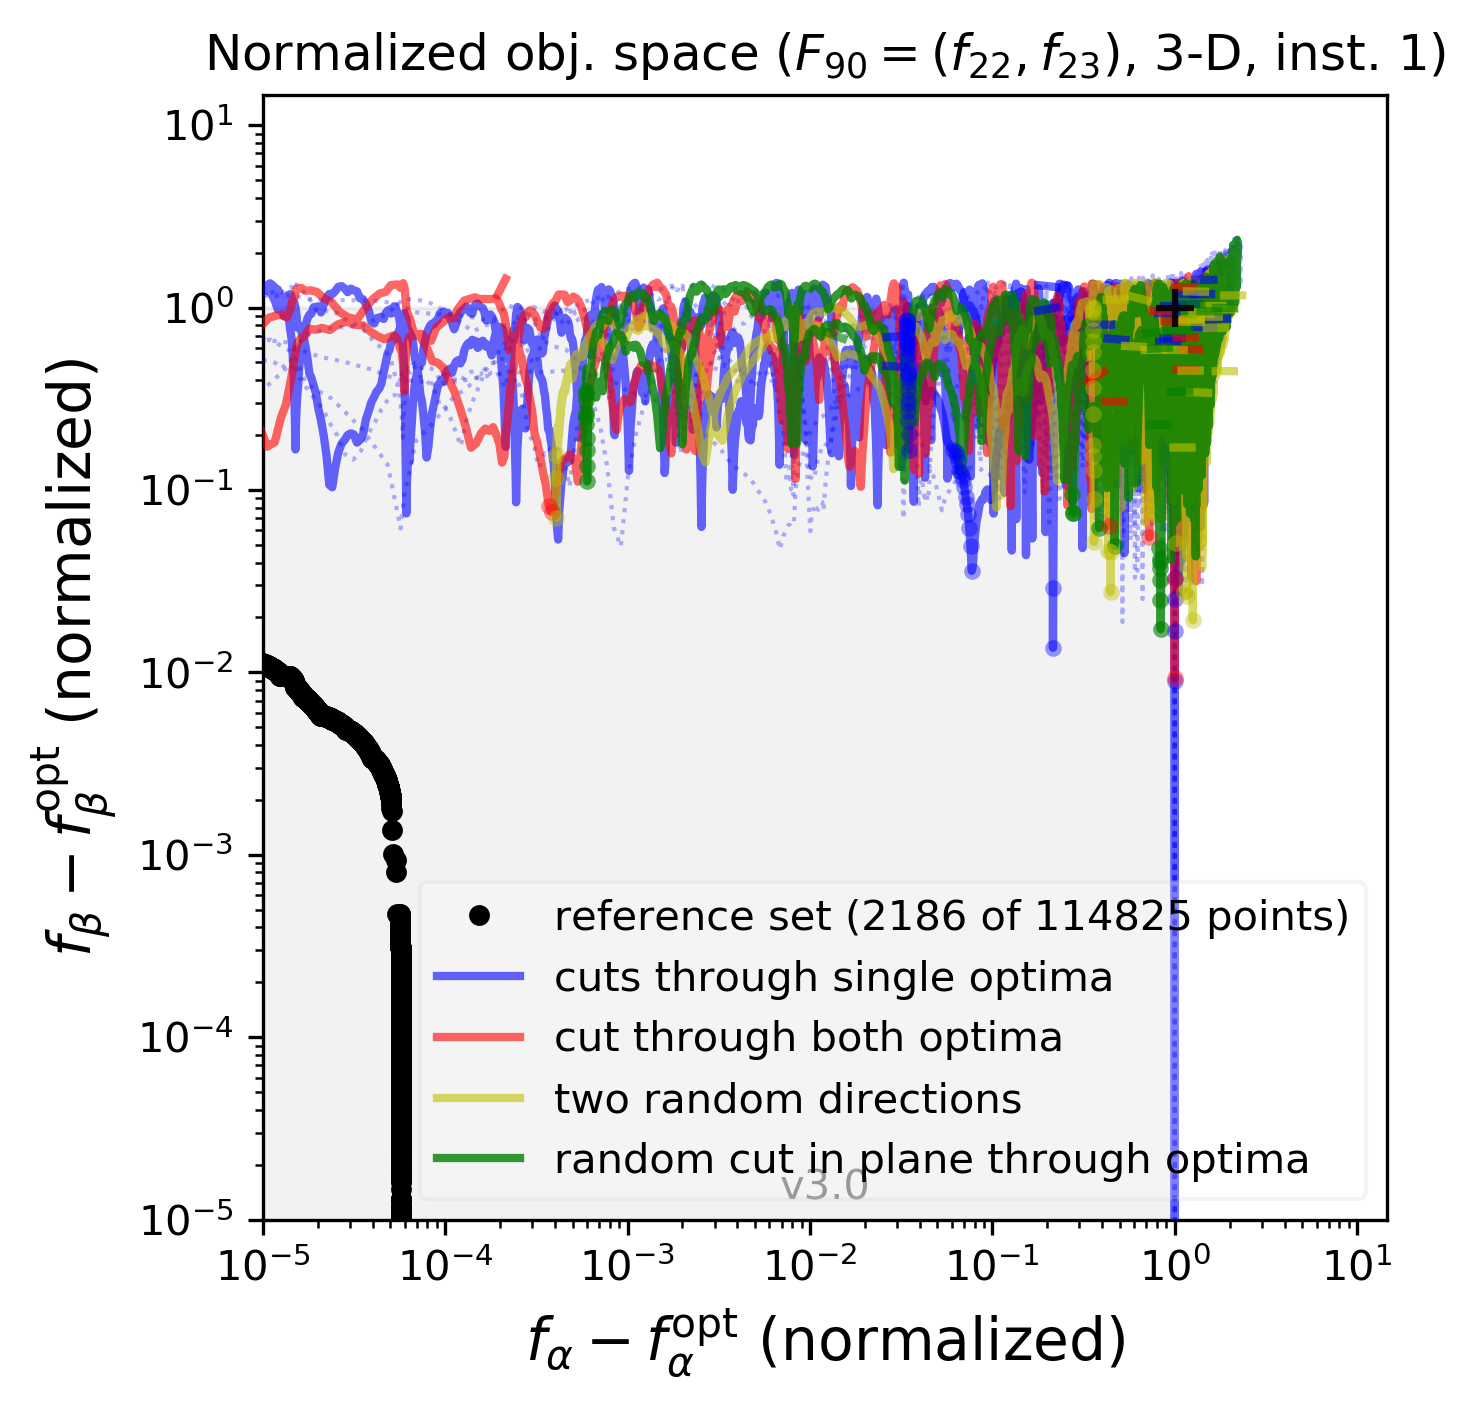 Normalized obj. space (F₉₀ = (f₂₂, f₂₃), 3-D, inst. 1)
10¹
10⁰
10⁻¹
10⁻²
10⁻³
10⁻⁴
10⁻⁵
f_β − f_β^opt (normalized)
reference set (2186 of 114825 points)
cuts through single optima
cut through both optima
two random directions
random cut in plane through optima
v3.0
10⁻⁵ 10⁻⁴ 10⁻³ 10⁻² 10⁻¹ 10⁰ 10¹
f_α − f_α^opt (normalized)